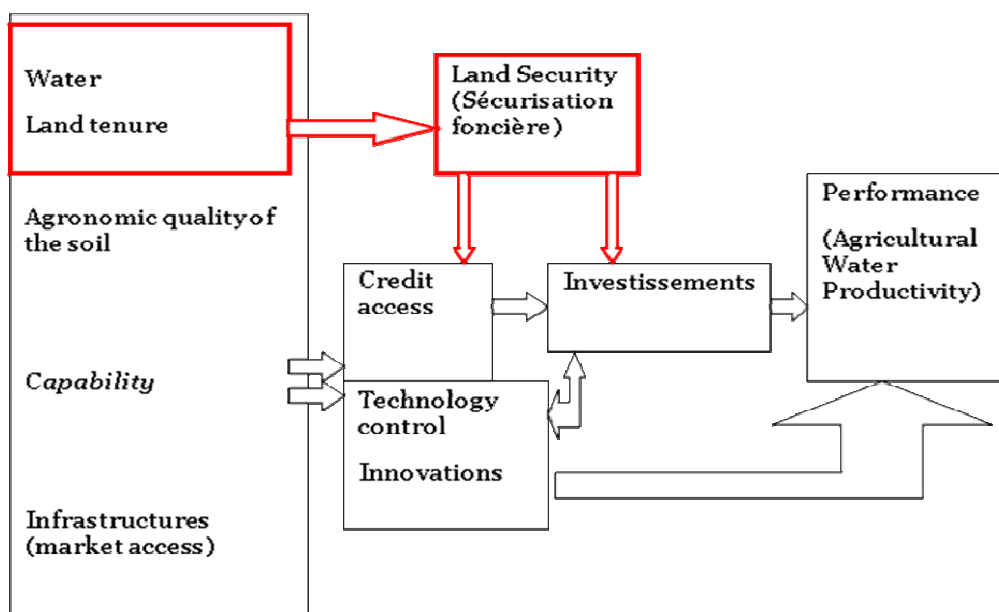 Water
Land tenure
Agronomic quality of
the soil
Capability
Infrastructures
(market access)
Land Security
(Sécurisation
foncière)
Credit
access
Technology
control
Innovations
Investissements
Performance
(Agricultural
Water
Productivity)